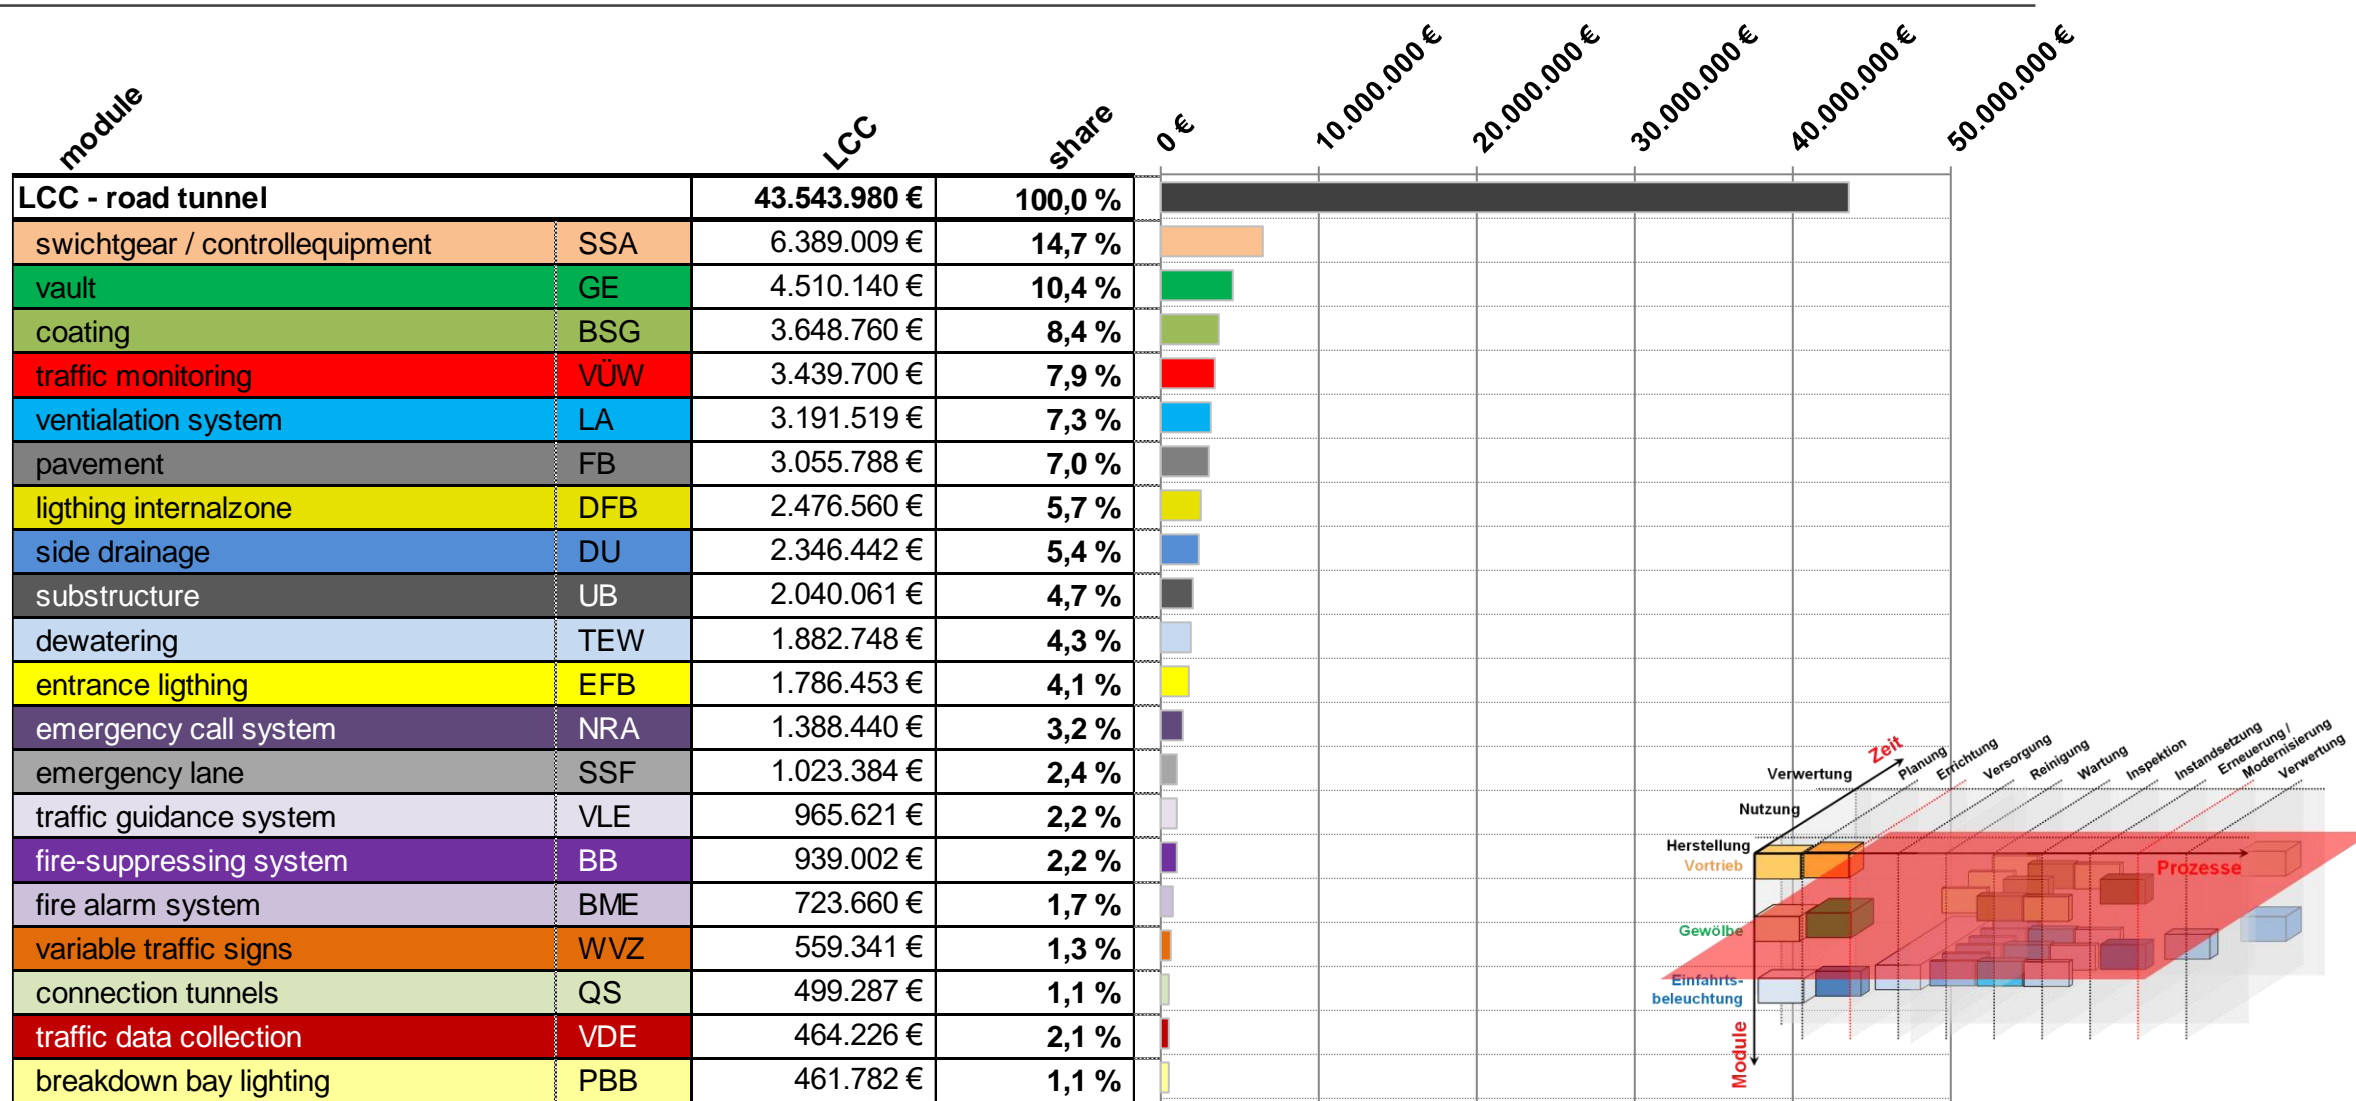 module LCC share 0 € 10.000.000 € 20.000.000 € 30.000.000 € 40.000.000 € 50.000.000 €
LCC - road tunnel 43.543.980 € 100,0 %
swichtgear / controllequipment SSA 6.389.009 € 14,7 %
vault GE 4.510.140 € 10,4 %
coating BSG 3.648.760 € 8,4 %
traffic monitoring VÜW 3.439.700 € 7,9 %
ventialation system LA 3.191.519 € 7,3 %
pavement FB 3.055.788 € 7,0 %
ligthing internalzone DFB 2.476.560 € 5,7 %
side drainage DU 2.346.442 € 5,4 %
substructure UB 2.040.061 € 4,7 %
dewatering TEW 1.882.748 € 4,3 %
entrance ligthing EFB 1.786.453 € 4,1 %
emergency call system NRA 1.388.440 € 3,2 %
emergency lane SSF 1.023.384 € 2,4 %
traffic guidance system VLE 965.621 € 2,2 %
fire-suppressing system BB 939.002 € 2,2 %
fire alarm system BME 723.660 € 1,7 %
variable traffic signs WVZ 559.341 € 1,3 %
connection tunnels QS 499.287 € 1,1 %
traffic data collection VDE 464.226 € 2,1 %
breakdown bay lighting PBB 461.782 € 1,1 %
Zeit
Planung
Errichtung
Versorgung
Reinigung
Wartung
Inspektion
Instandsetzung
Erneuerung /
Modernisierung
Verwertung
Verwertung
Nutzung
Herstellung
Vortrieb
Prozesse
Gewölbe
Einfahrts-
beleuchtung
Module